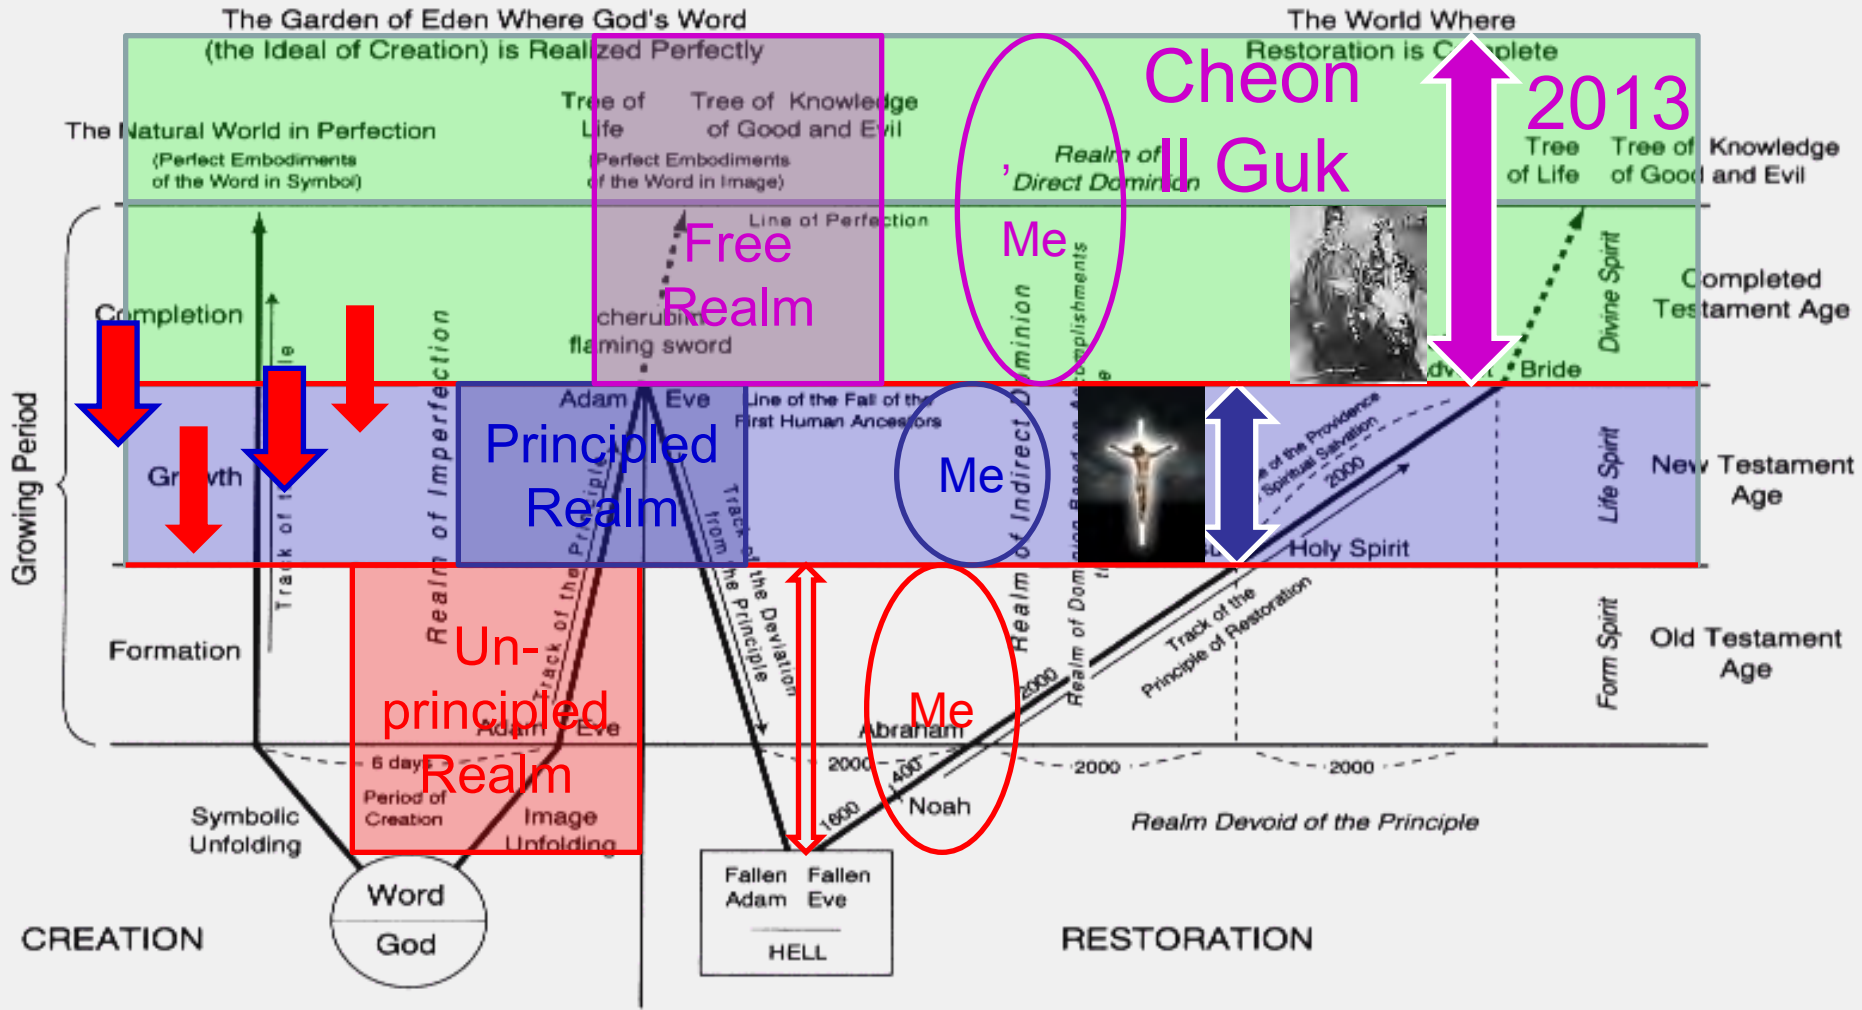 The Garden of Eden Where God's Word
(the Ideal of Creation) is Realized Perfectly
The World Where
Restoration is Complete
Cheon
Il Guk
2013
Tree of
Life
Tree of Knowledge
of Good and Evil
The Natural World in Perfection
(Perfect Embodiments
of the Word in Symbol)
(Perfect Embodiments
of the Word in Image)
,
Realm of
Direct Dominion
Tree
of Life
Tree of Knowledge
of Good and Evil
Line of Perfection
Free
Realm
Me
Completion
cherubim
flaming sword
Realm of Imperfection
Realm of Indirect Dominion
Divine Spirit
Completed
Testament Age
Bride
Growing Period
Adam
Eve
Line of the Fall of the
First Human Ancestors
Principled
Realm
Me
Growth
Track of
Track of the Principle
Track of the Deviation
from the Principle
of the Providence
Spiritual Salvation
2000
Life Spirit
New Testament
Age
Holy Spirit
Formation
Un-
principled
Realm
Me
Adam
Eve
Abraham
2000
Realm of
Accomplishments
Track of the
Principle of Restoration
Form Spirit
Old Testament
Age
6 days
2000
2000
2000
400
1600
Noah
Symbolic
Unfolding
Period of
Creation
Image
Unfolding
Realm Devoid of the Principle
Word
God
Fallen Fallen
Adam Eve
HELL
CREATION
RESTORATION